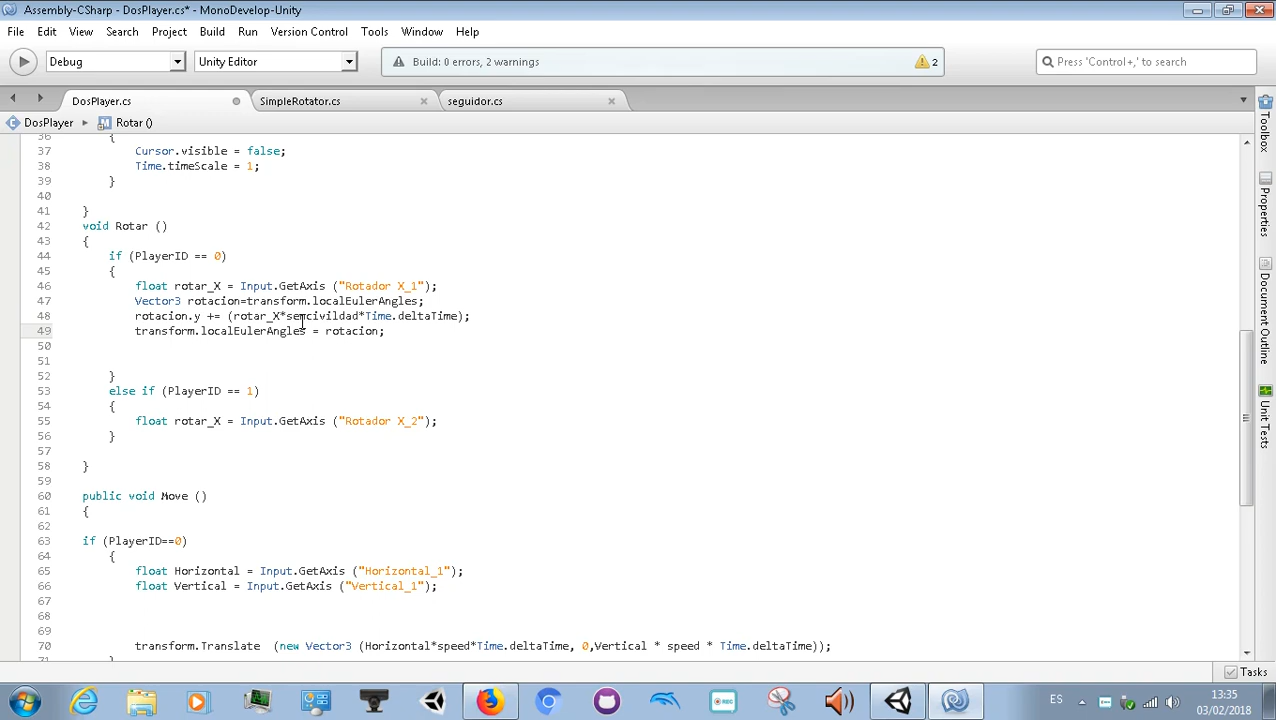 Assembly-CSharp - DosPlayer.cs* - MonoDevelop-Unity
File Edit View Search Project Build Run Version Control Tools Window Help
Debug Unity Editor Build: 0 errors, 2 warnings 2 Press 'Control+,' to search
DosPlayer.cs SimpleRotator.cs seguidor.cs
DosPlayer Rotar ()
36 {
37 Cursor.visible = false;
38 Time.timeScale = 1;
39 }
40
41 }
42 void Rotar ()
43 {
44 if (PlayerID == 0)
45 {
46 float rotar_X = Input.GetAxis ("Rotador X_1");
47 Vector3 rotacion=transform.localEulerAngles;
48 rotacion.y += (rotar_X*sencivildad*Time.deltaTime);
49 transform.localEulerAngles = rotacion;
50
51
52 }
53 else if (PlayerID == 1)
54 {
55 float rotar_X = Input.GetAxis ("Rotador X_2");
56 }
57
58 }
59
60 public void Move ()
61 {
62
63 if (PlayerID==0)
64 {
65 float Horizontal = Input.GetAxis ("Horizontal_1");
66 float Vertical = Input.GetAxis ("Vertical_1");
67
68
69
70 transform.Translate (new Vector3 (Horizontal*speed*Time.deltaTime, 0,Vertical * speed * Time.deltaTime));
71 }
Toolbox
Document Outline
Properties
Unit Tests
Tasks
REC
ES 13:35
03/02/2018